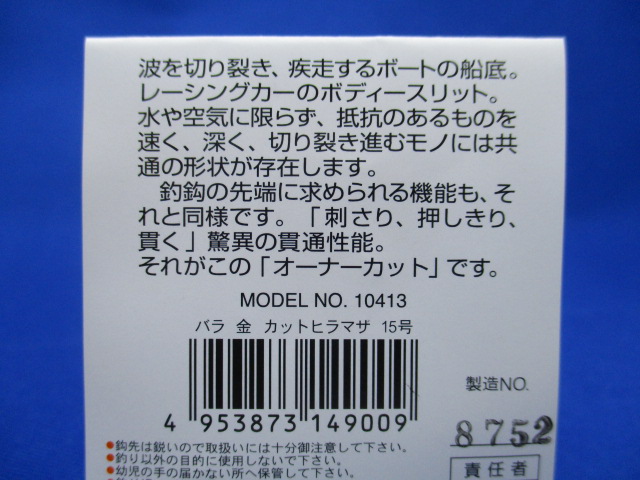 波を切り裂き、疾走するボートの船底。
レーシングカーのボディースリット。
水や空気に限らず、抵抗のあるものを
速く、深く、切り裂き進むモノには共
通の形状が存在します。
釣鈎の先端に求められる機能も、そ
れと同様です。「刺さり、押しきり、
貫く」驚異の貫通性能。
それがこの「オーナーカット」です。
MODEL NO. 10413
バラ 金 カットヒラマサ 15号
4 953873 149009
製造NO.
8752
●鈎先は鋭いので取扱いには十分御注意して下さい。
●釣り以外の目的に使用しないで下さい。
●幼児の手の届かない所へ保管して下さい。
責任者